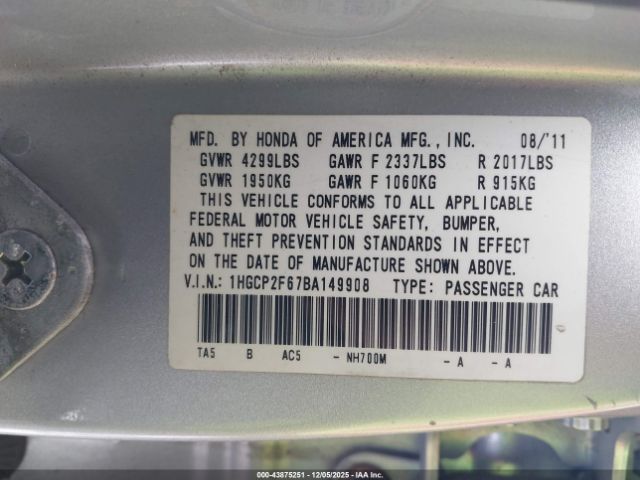 MFD. BY HONDA OF AMERICA MFG., INC. 08/'11
GVWR 4299LBS GAWR F 2337LBS R 2017LBS
GVWR 1950KG GAWR F 1060KG R 915KG
THIS VEHICLE CONFORMS TO ALL APPLICABLE
FEDERAL MOTOR VEHICLE SAFETY, BUMPER,
AND THEFT PREVENTION STANDARDS IN EFFECT
ON THE DATE OF MANUFACTURE SHOWN ABOVE.
V.I.N.: 1HGCP2F67BA149908 TYPE: PASSENGER CAR
TA5 B AC5 - NH700M - A - A
000-43875251 - 12/05/2025 - IAA Inc.